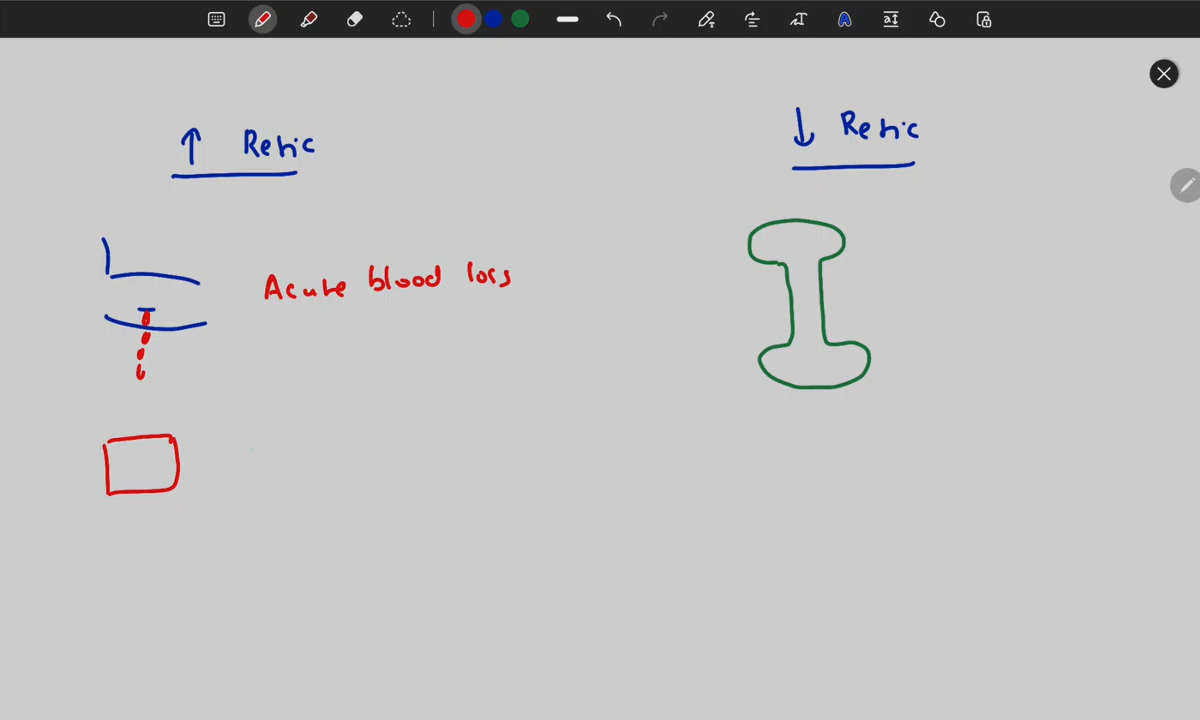 ↑ Retic
↓ Retic
Acute blood loss